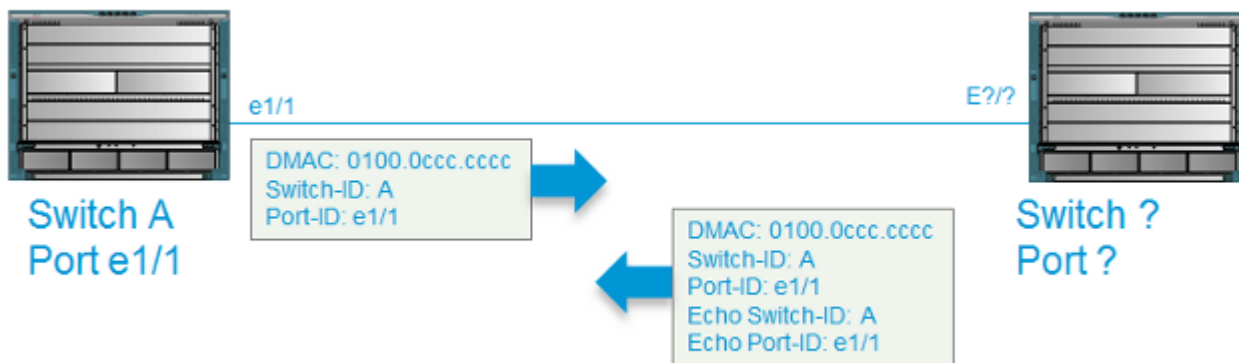 e1/1
E?/?
DMAC: 0100.0ccc.cccc
Switch-ID: A
Port-ID: e1/1
Switch A
Port e1/1
DMAC: 0100.0ccc.cccc
Switch-ID: A
Port-ID: e1/1
Echo Switch-ID: A
Echo Port-ID: e1/1
Switch ?
Port ?